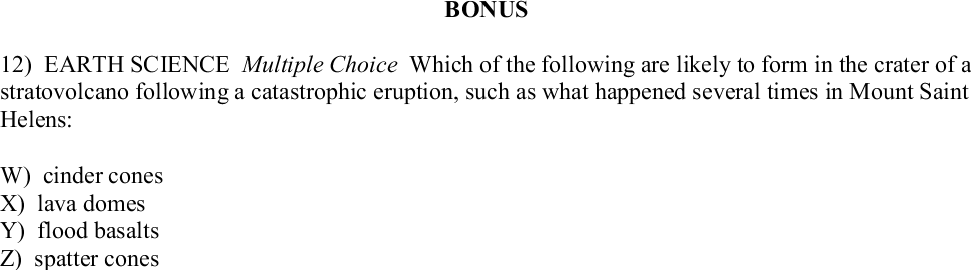 BONUS
12) EARTH SCIENCE Multiple Choice Which of the following are likely to form in the crater of a
stratovolcano following a catastrophic eruption, such as what happened several times in Mount Saint
Helens:
W) cinder cones
X) lava domes
Y) flood basalts
Z) spatter cones